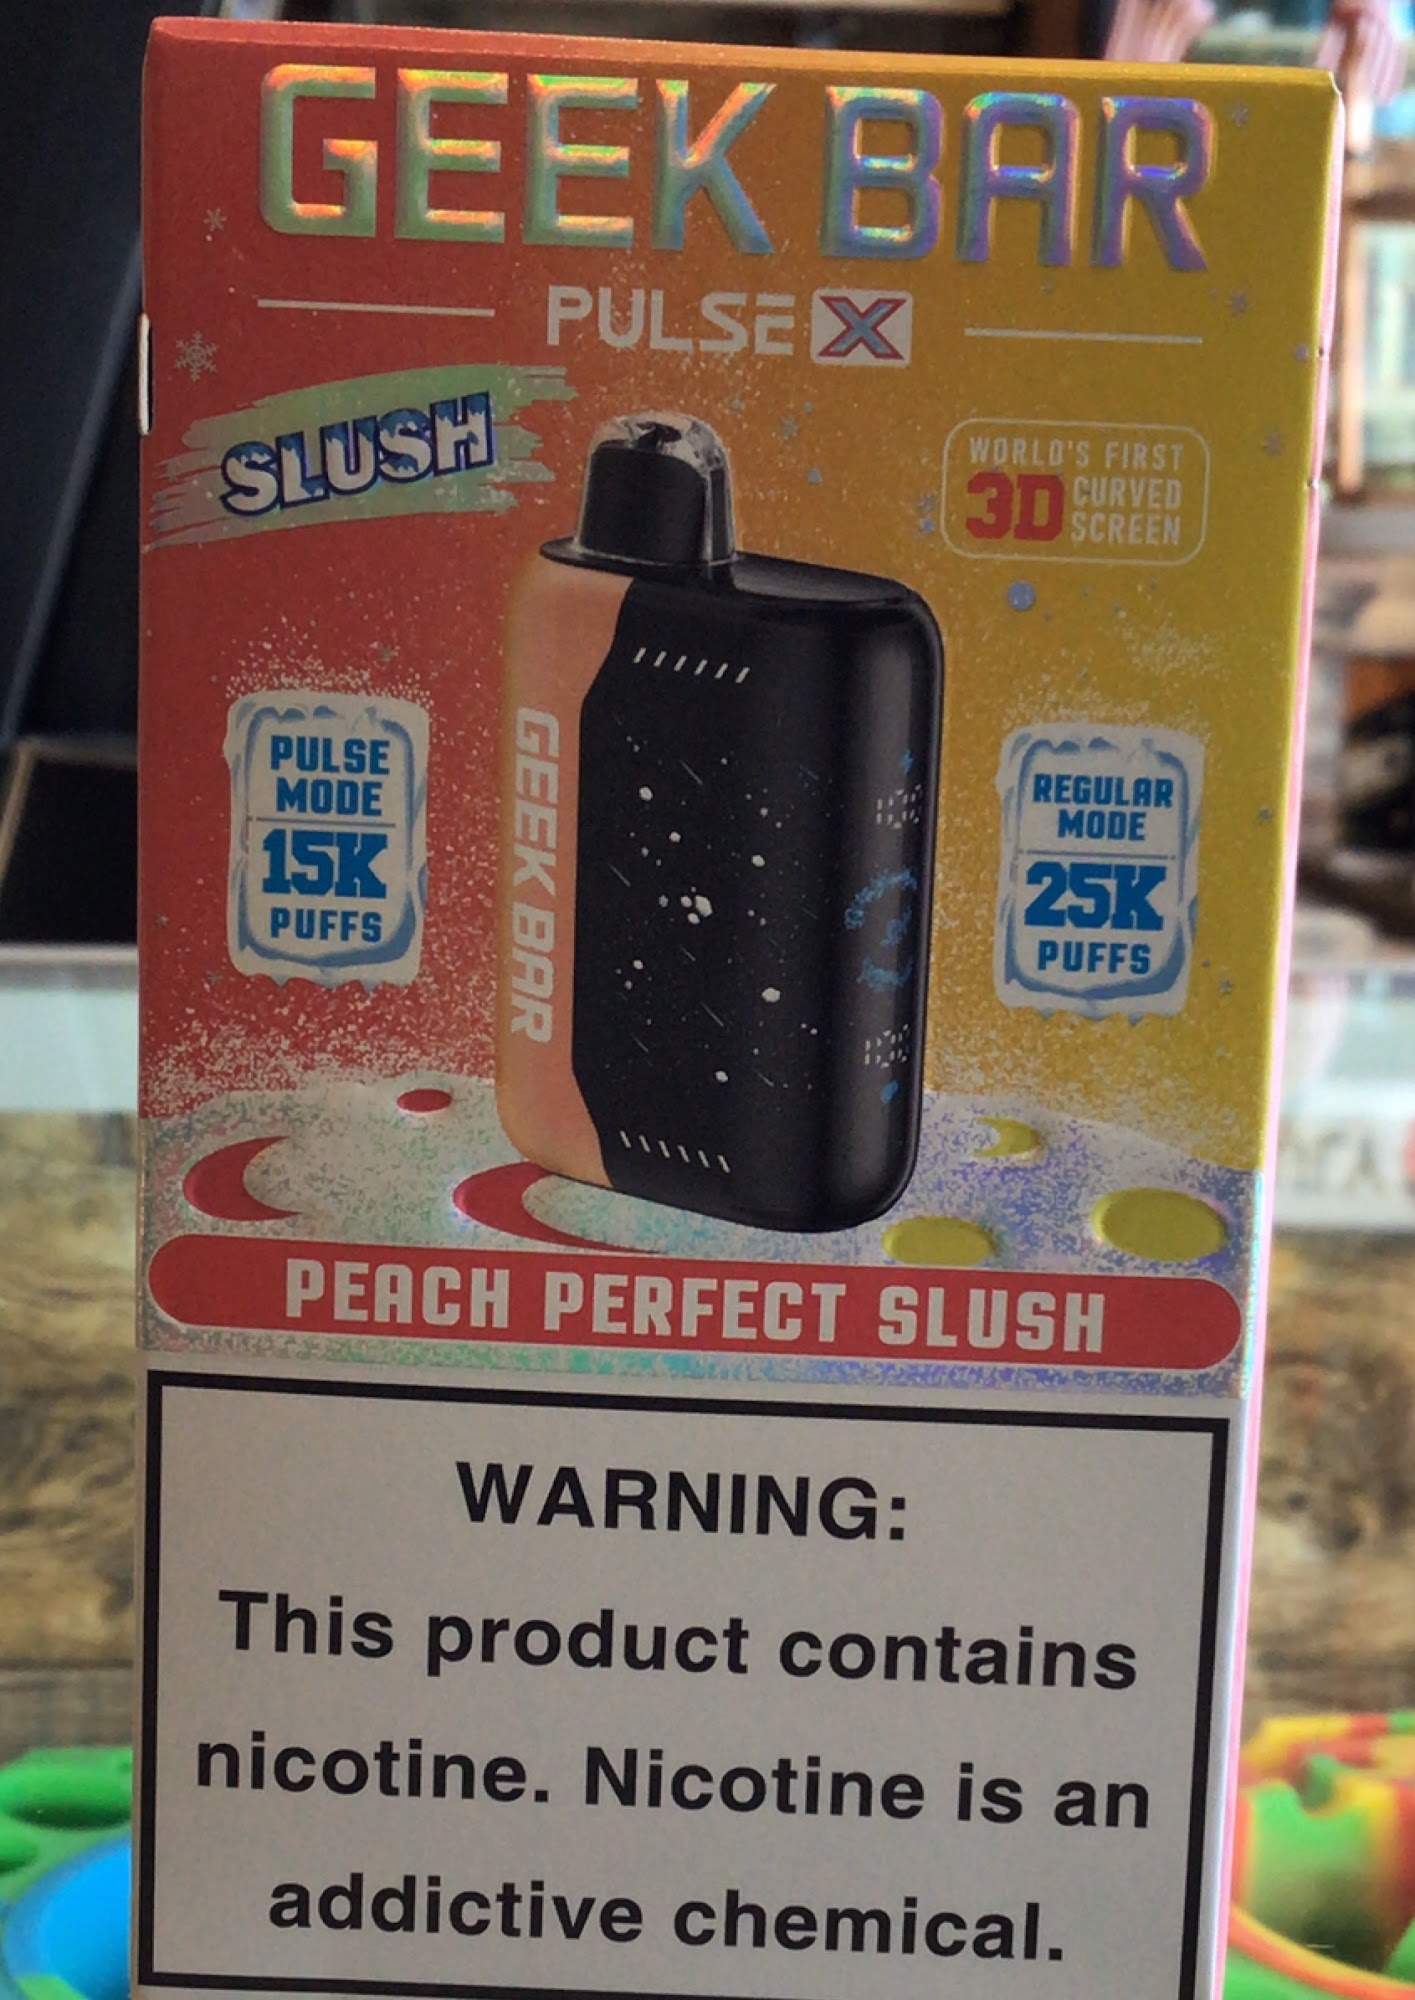 GEEK BAR
PULSE X
SLUSH
WORLD'S FIRST
3D CURVED
SCREEN
PULSE
MODE
15K
PUFFS
REGULAR
MODE
25K
PUFFS
GEEK BAR
PEACH PERFECT SLUSH
WARNING:
This product contains
nicotine. Nicotine is an
addictive chemical.